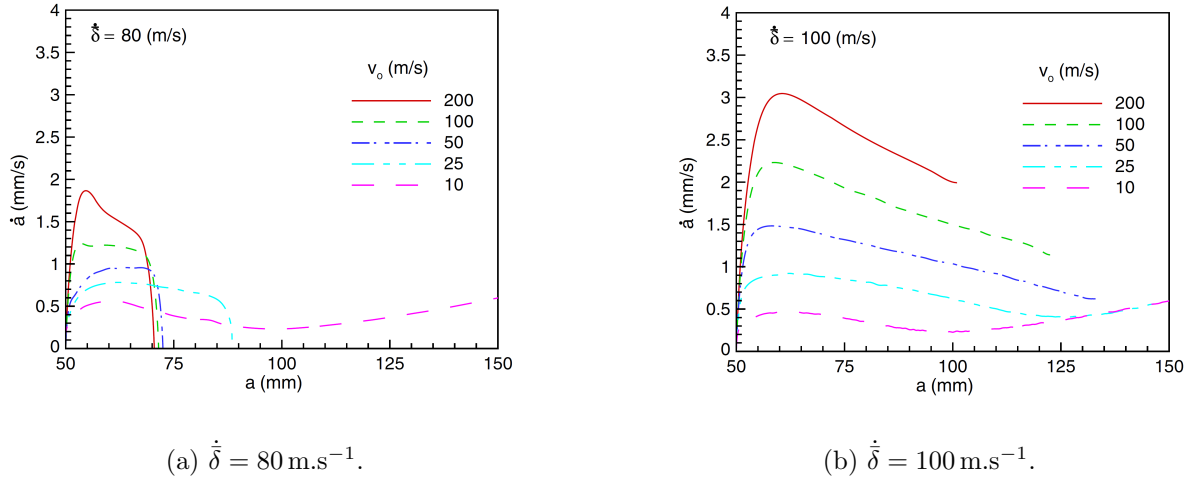 δ̇̄ = 80 (m/s)
v_o (m/s)
200
100
50
25
10
ȧ (mm/s)
4
3.5
3
2.5
2
1.5
1
0.5
0
50 75 100 125 150
a (mm)
(a) δ̇̄ = 80 m.s⁻¹.
δ̇̄ = 100 (m/s)
v_o (m/s)
200
100
50
25
10
ȧ (mm/s)
4
3.5
3
2.5
2
1.5
1
0.5
0
50 75 100 125 150
a (mm)
(b) δ̇̄ = 100 m.s⁻¹.